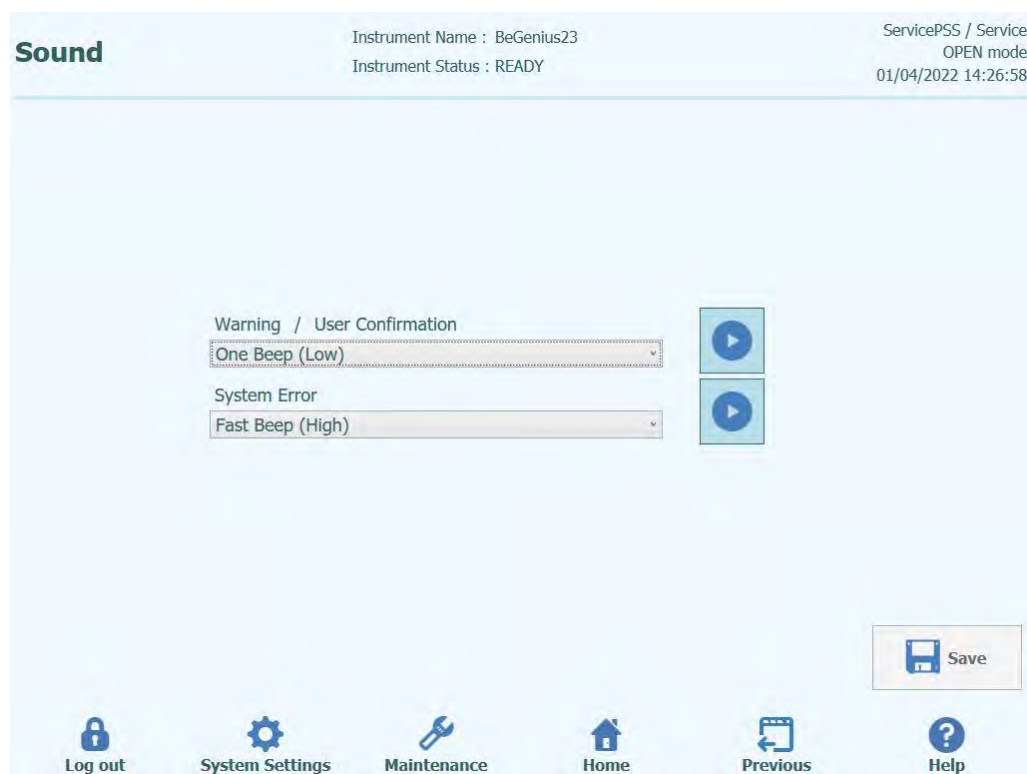 Sound
Instrument Name : BeGenius23
Instrument Status : READY
ServicePSS / Service
OPEN mode
01/04/2022 14:26:58
Warning / User Confirmation
One Beep (Low)
System Error
Fast Beep (High)
Save
Log out
System Settings
Maintenance
Home
Previous
Help